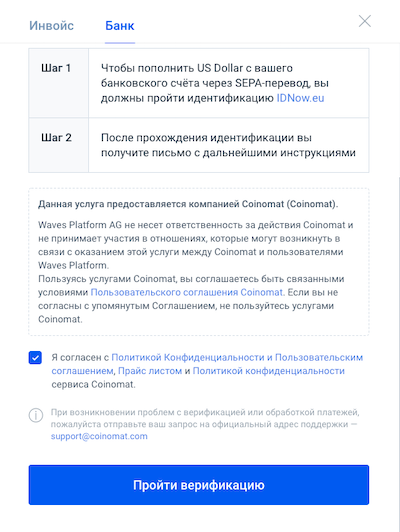 Инвойс Банк
Шаг 1 Чтобы пополнить US Dollar с вашего
банковского счёта через SEPA-перевод, вы
должны пройти идентификацию IDNow.eu
Шаг 2 После прохождения идентификации вы
получите письмо с дальнейшими инструкциями
Данная услуга предоставляется компанией Coinomat (Coinomat).
Waves Platform AG не несет ответственность за действия Coinomat и
не принимает участия в отношениях, которые могут возникнуть в
связи с оказанием этой услуги между Coinomat и пользователями
Waves Platform.
Пользуясь услугами Coinomat, вы соглашаетесь быть связанными
условиями Пользовательского соглашения Coinomat. Если вы не
согласны с упомянутым Соглашением, не пользуйтесь услугами
Coinomat.
Я согласен с Политикой Конфиденциальности и Пользовательским
соглашением, Прайс листом и Политикой конфиденциальности
сервиса Coinomat.
При возникновении проблем с верификацией или обработкой платежей,
пожалуйста отправьте ваш запрос на официальный адрес поддержки —
support@coinomat.com
Пройти верификацию